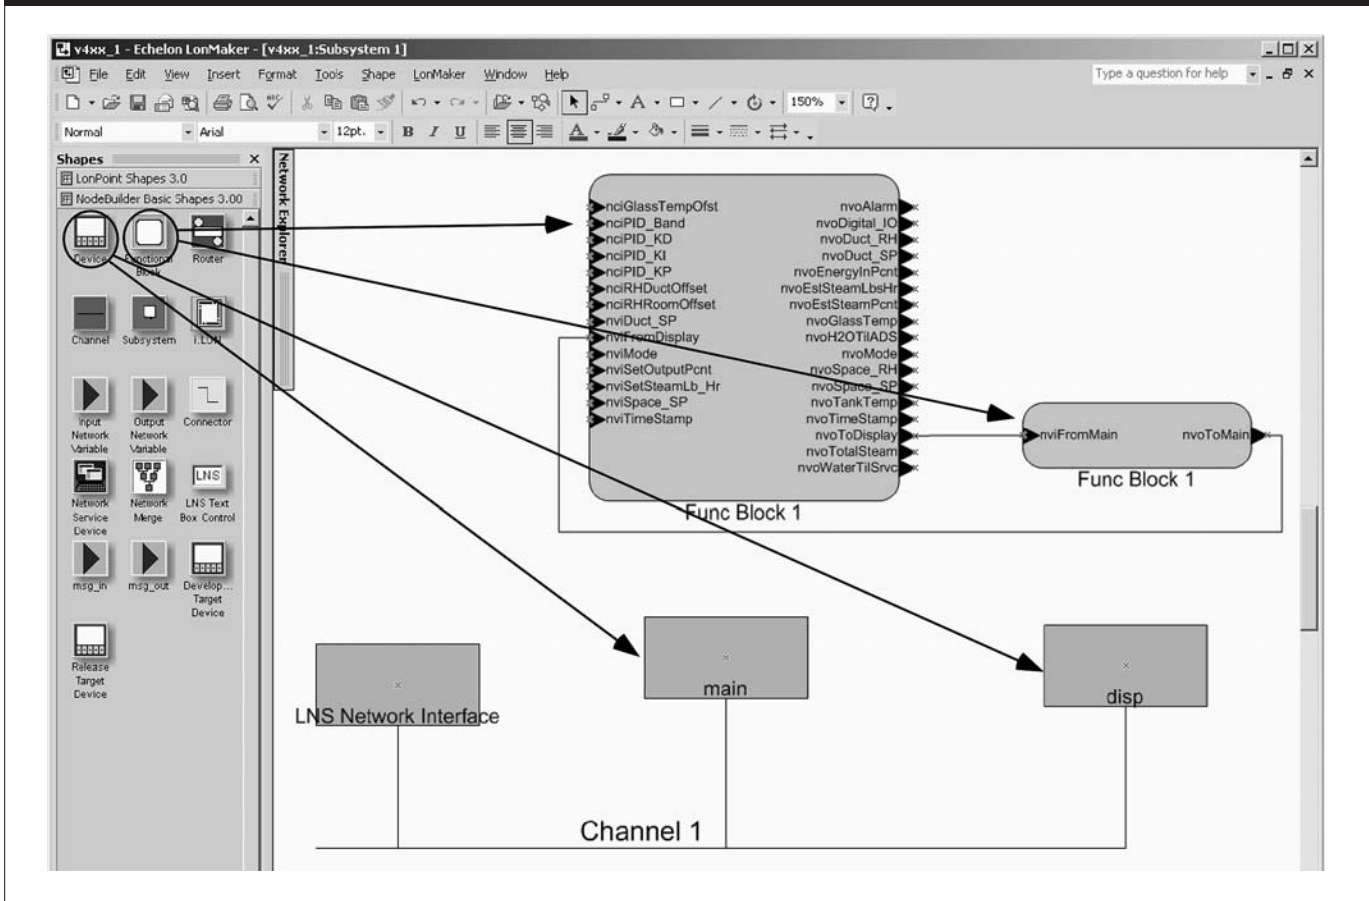 v4xx_1 - Echelon LonMaker - [v4xx_1:Subsystem 1]
File Edit View Insert Format Tools Shape LonMaker Window Help
Type a question for help
150%
Normal
Arial
12pt.
B I U
Shapes
LonPoint Shapes 3.0
NodeBuilder Basic Shapes 3.00
Device
Functional
Block
Router
Channel
Subsystem
i.LON
Input
Network
Variable
Output
Network
Variable
Connector
Network
Service
Device
Network
Merge
LNS
LNS Text
Box Control
msg_in
msg_out
Develop...
Target
Device
Release
Target
Device
Network Explorer
nciGlassTempOfst
nciPID_Band
nciPID_KD
nciPID_KI
nciPID_KP
nciRHDuctOffset
nciRHRoomOffset
nviDuct_SP
nviFromDisplay
nviMode
nviSetOutputPcnt
nviSetSteamLb_Hr
nviSpace_SP
nviTimeStamp
nvoAlarm
nvoDigital_IO
nvoDuct_RH
nvoDuct_SP
nvoEnergyInPcnt
nvoEstSteamLbsHr
nvoEstSteamPcnt
nvoGlassTemp
nvoH2OTilADS
nvoMode
nvoSpace_RH
nvoSpace_SP
nvoTankTemp
nvoTimeStamp
nvoToDisplay
nvoTotalSteam
nvoWaterTilSrvc
Func Block 1
nviFromMain
nvoToMain
Func Block 1
LNS Network Interface
main
disp
Channel 1